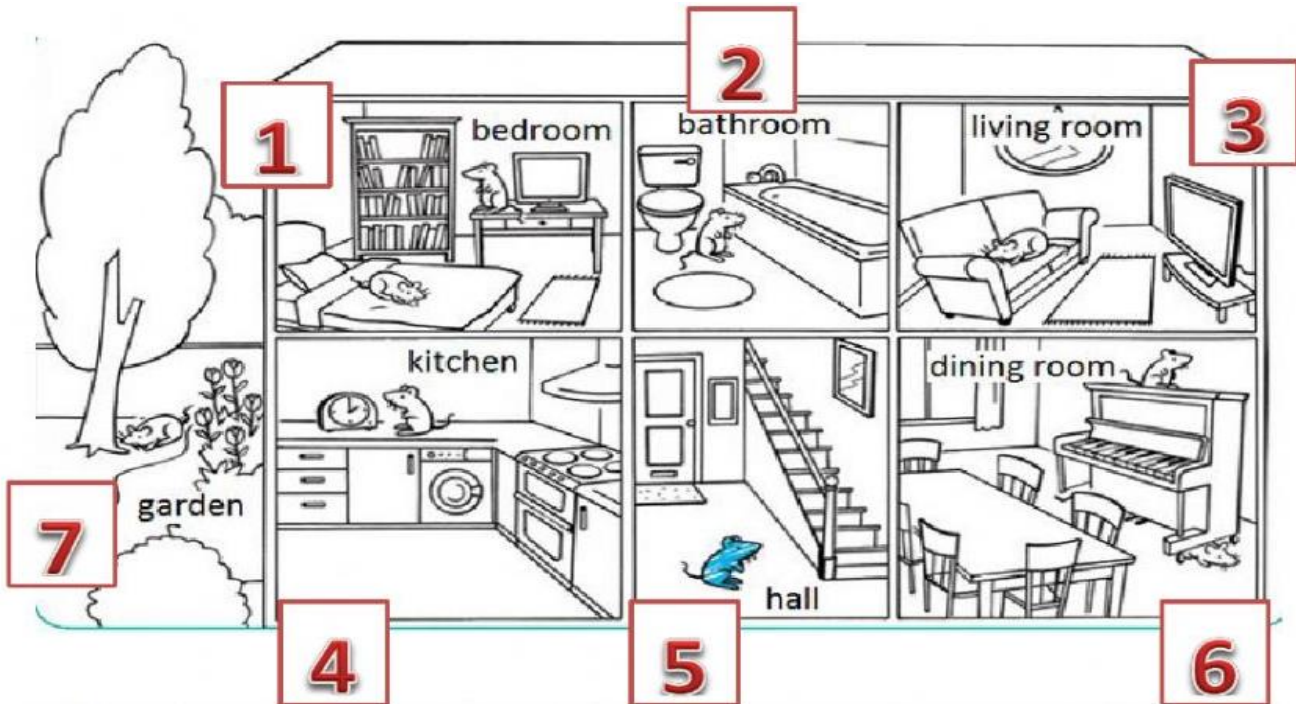 2
1
3
bedroom
bathroom
living room
kitchen
dining room
garden
7
hall
4
5
6